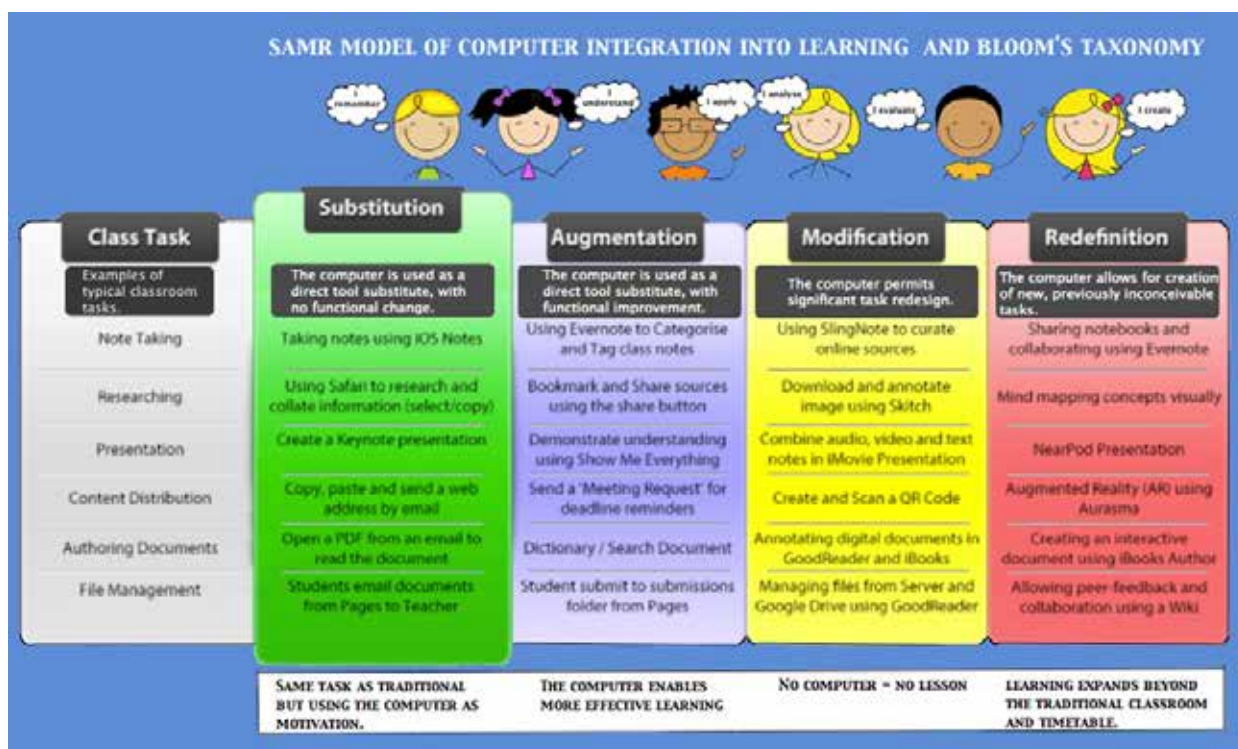 SAMR MODEL OF COMPUTER INTEGRATION INTO LEARNING AND BLOOM'S TAXONOMY
I remember
I understand
I apply
I analyse
I evaluate
I create
Class Task
Examples of
typical classroom
tasks.
Note Taking
Researching
Presentation
Content Distribution
Authoring Documents
File Management
Substitution
The computer is used as a
direct tool substitute, with
no functional change.
Taking notes using iOS Notes
Using Safari to research and
collate information (select/copy)
Create a Keynote presentation
Copy, paste and send a web
address by email
Open a PDF from an email to
read the document
Students email documents
from Pages to Teacher
SAME TASK AS TRADITIONAL
BUT USING THE COMPUTER AS
MOTIVATION.
Augmentation
The computer is used as a
direct tool substitute, with
functional improvement.
Using Evernote to Categorise
and Tag class notes
Bookmark and Share sources
using the share button
Demonstrate understanding
using Show Me Everything
Send a 'Meeting Request' for
deadline reminders
Dictionary / Search Document
Student submit to submissions
folder from Pages
THE COMPUTER ENABLES
MORE EFFECTIVE LEARNING
Modification
The computer permits
significant task redesign.
Using SlingNote to curate
online sources
Download and annotate
image using Skitch
Combine audio, video and text
notes in iMovie Presentation
Create and Scan a QR Code
Annotating digital documents in
GoodReader and iBooks
Managing files from Server and
Google Drive using GoodReader
NO COMPUTER = NO LESSON
Redefinition
The computer allows for creation
of new, previously inconceivable
tasks.
Sharing notebooks and
collaborating using Evernote
Mind mapping concepts visually
NearPod Presentation
Augmented Reality (AR) using
Aurasma
Creating an interactive
document using iBooks Author
Allowing peer-feedback and
collaboration using a Wiki
LEARNING EXPANDS BEYOND
THE TRADITIONAL CLASSROOM
AND TIMETABLE.